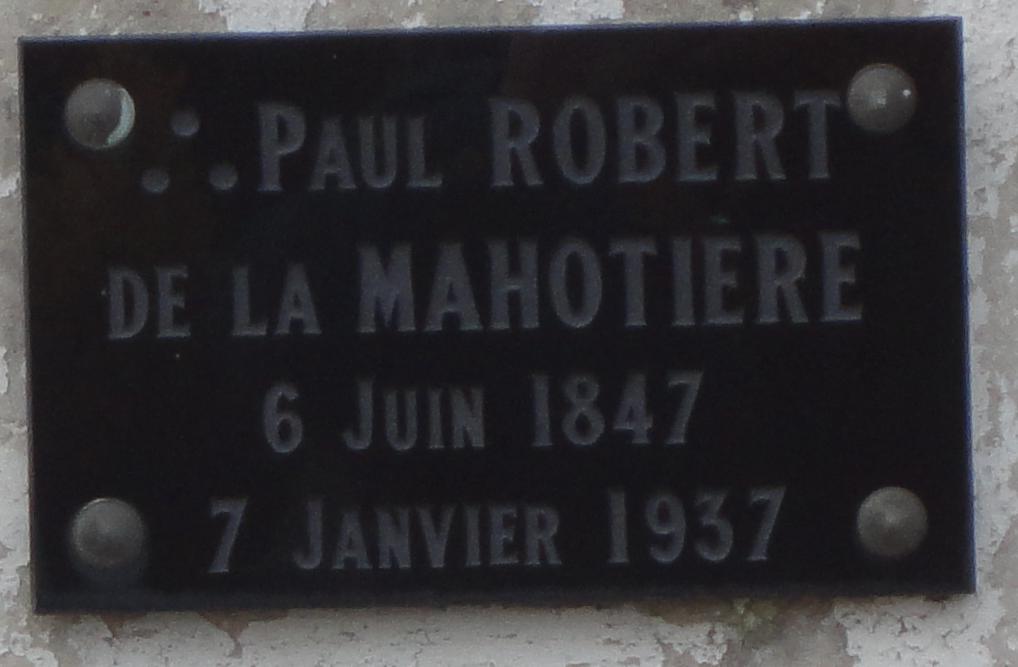 ∴ PAUL ROBERT
DE LA MAHOTIÈRE
6 JUIN 1847
7 JANVIER 1937